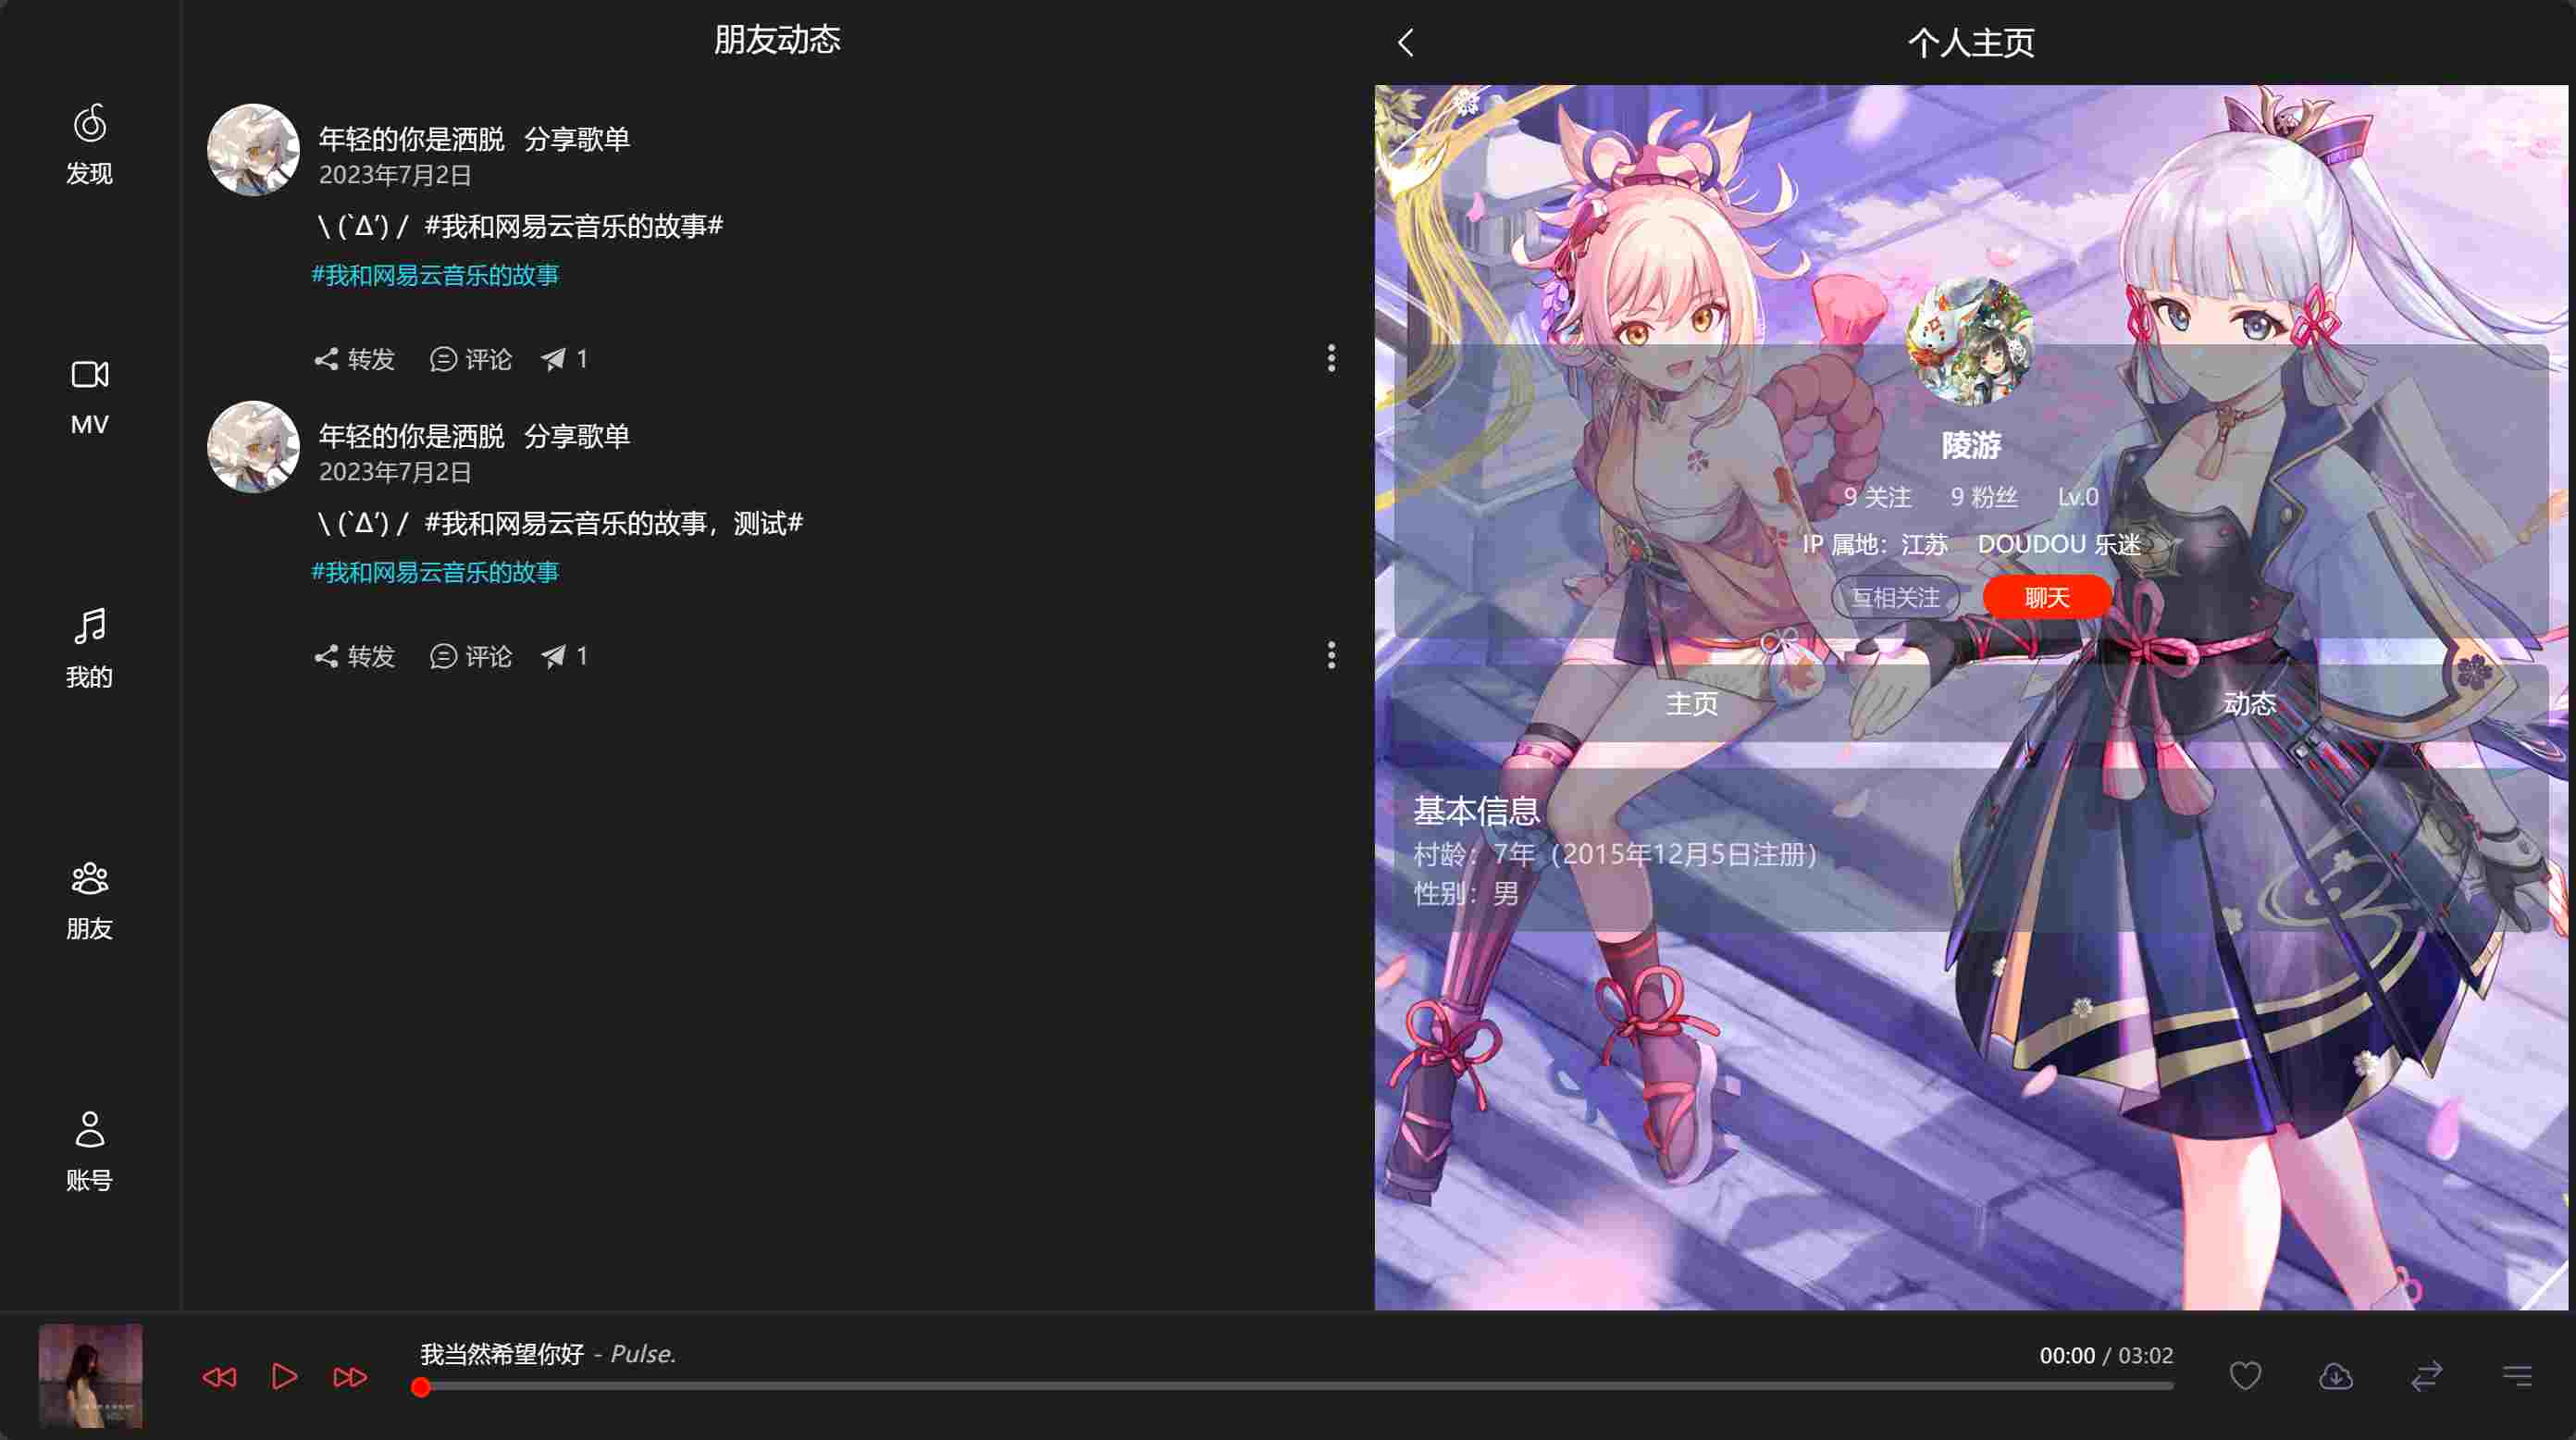 朋友动态
个人主页
发现
MV
我的
朋友
账号
年轻的你是洒脱 分享歌单
2023年7月2日
\ (`Δ′) / #我和网易云音乐的故事#
#我和网易云音乐的故事
转发 评论 1
年轻的你是洒脱 分享歌单
2023年7月2日
\ (`Δ′) / #我和网易云音乐的故事，测试#
#我和网易云音乐的故事
转发 评论 1
陵游
9 关注 9 粉丝 Lv.0
IP 属地：江苏 DOUDOU 乐迷
互相关注 聊天
主页 动态
基本信息
村龄：7年（2015年12月5日注册）
性别：男
我当然希望你好 - Pulse.
00:00 / 03:02